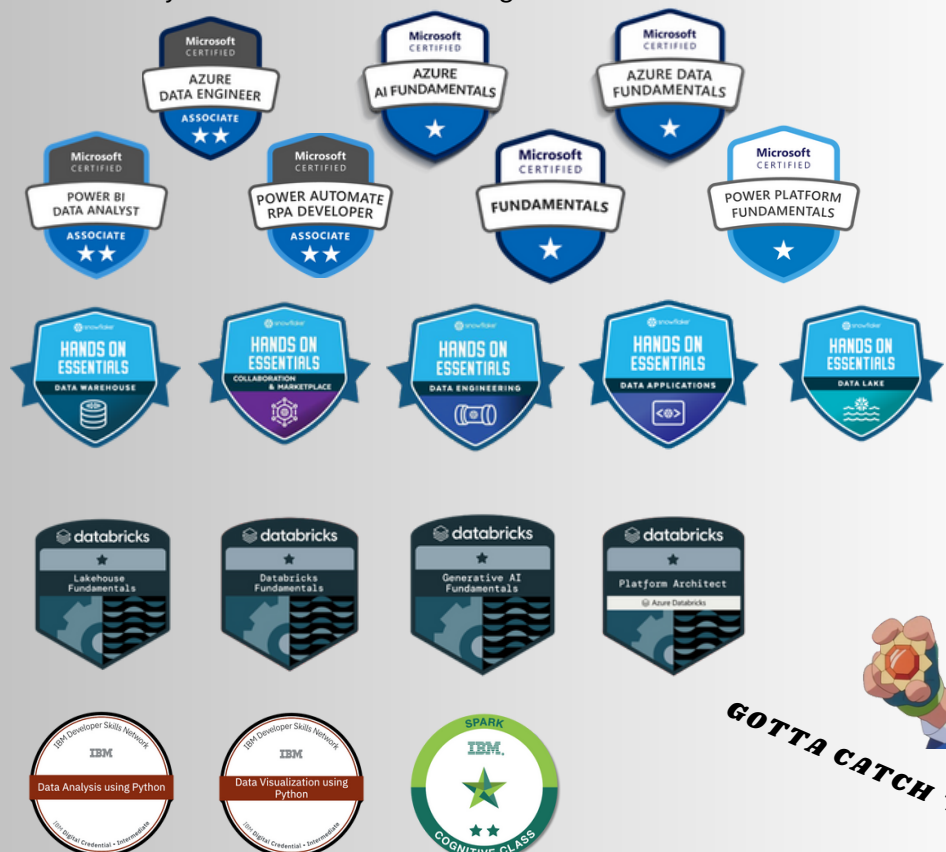 Microsoft
CERTIFIED
AZURE
DATA ENGINEER
ASSOCIATE
Microsoft
CERTIFIED
AZURE
AI FUNDAMENTALS
Microsoft
CERTIFIED
AZURE DATA
FUNDAMENTALS
Microsoft
CERTIFIED
POWER BI
DATA ANALYST
ASSOCIATE
Microsoft
CERTIFIED
POWER AUTOMATE
RPA DEVELOPER
ASSOCIATE
Microsoft
CERTIFIED
FUNDAMENTALS
Microsoft
CERTIFIED
POWER PLATFORM
FUNDAMENTALS
snowflake
HANDS ON
ESSENTIALS
DATA WAREHOUSE
snowflake
HANDS ON
ESSENTIALS
COLLABORATION
& MARKETPLACE
snowflake
HANDS ON
ESSENTIALS
DATA ENGINEERING
snowflake
HANDS ON
ESSENTIALS
DATA APPLICATIONS
snowflake
HANDS ON
ESSENTIALS
DATA LAKE
databricks
Lakehouse
Fundamentals
databricks
Databricks
Fundamentals
databricks
Generative AI
Fundamentals
databricks
Platform Architect
Azure Databricks
GOTTA CATCH
IBM Developer Skills Network
IBM
Data Analysis using Python
IBM Digital Credential • Intermediate
IBM Developer Skills Network
IBM
Data Visualization using
Python
IBM Digital Credential • Intermediate
SPARK
IBM
COGNITIVE CLASS